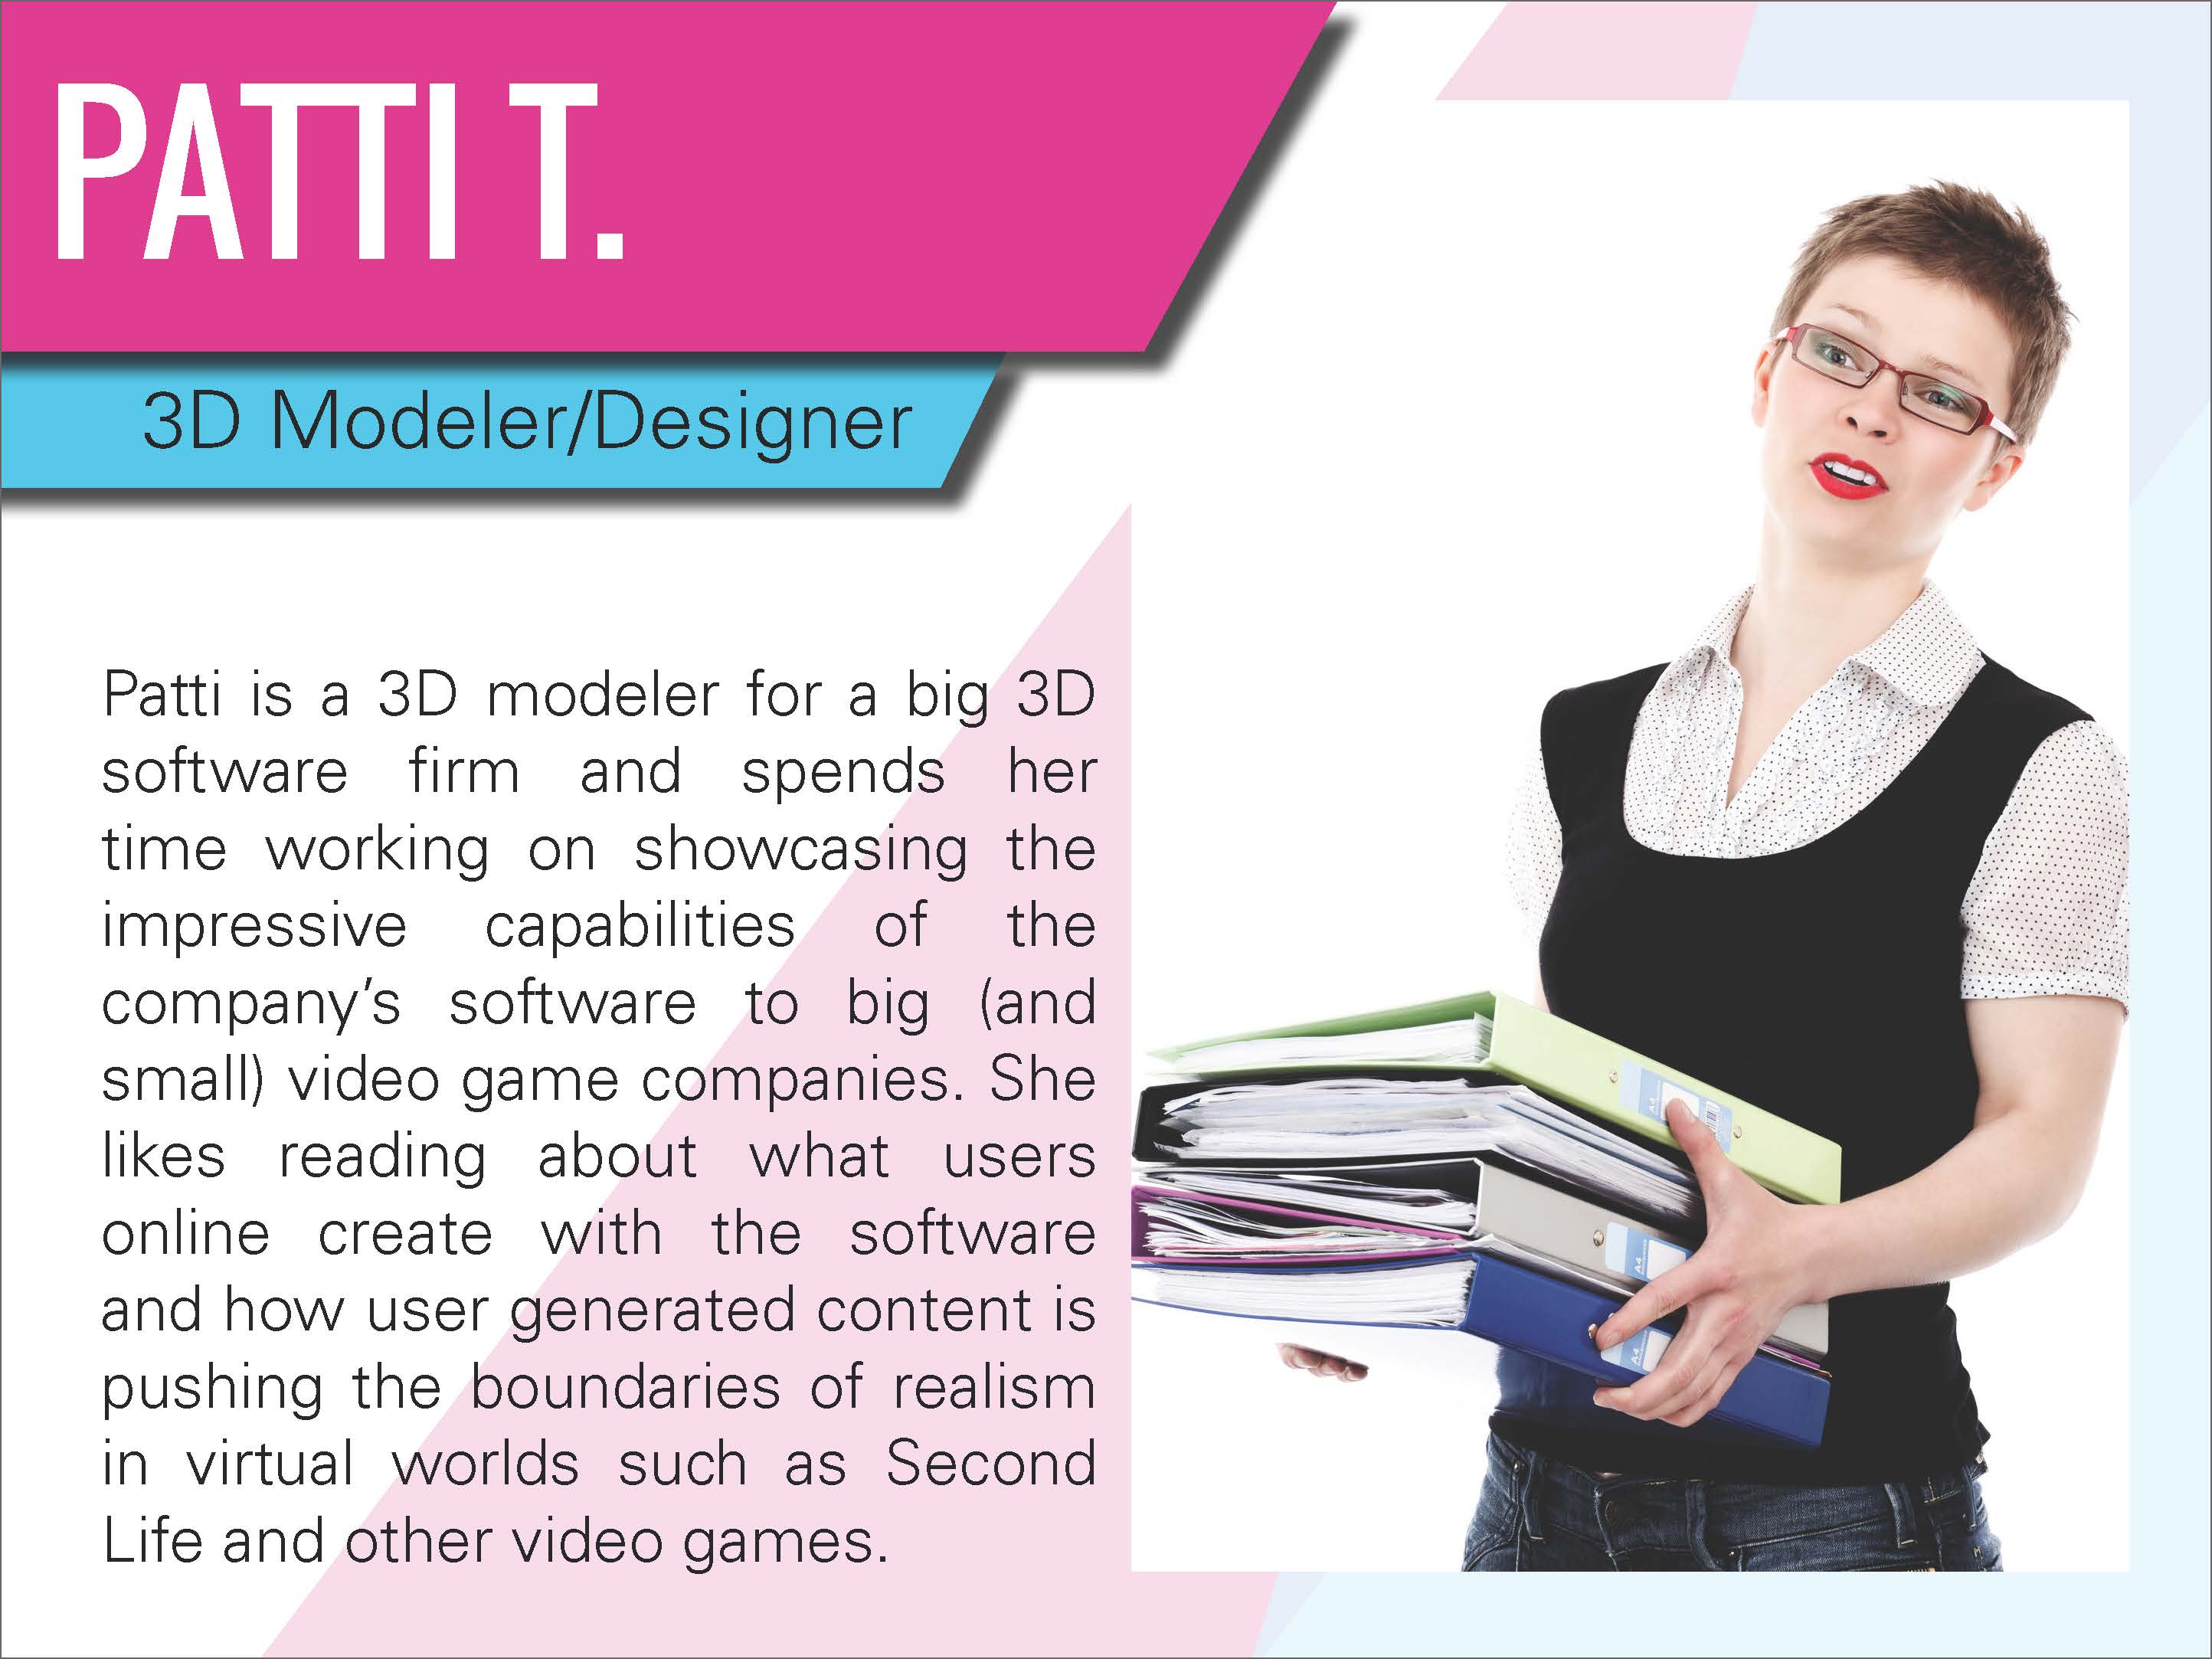 PATTI T.
3D Modeler/Designer
Patti is a 3D modeler for a big 3D
software firm and spends her
time working on showcasing the
impressive capabilities of the
company’s software to big (and
small) video game companies. She
likes reading about what users
online create with the software
and how user generated content is
pushing the boundaries of realism
in virtual worlds such as Second
Life and other video games.
A4
A4
A4